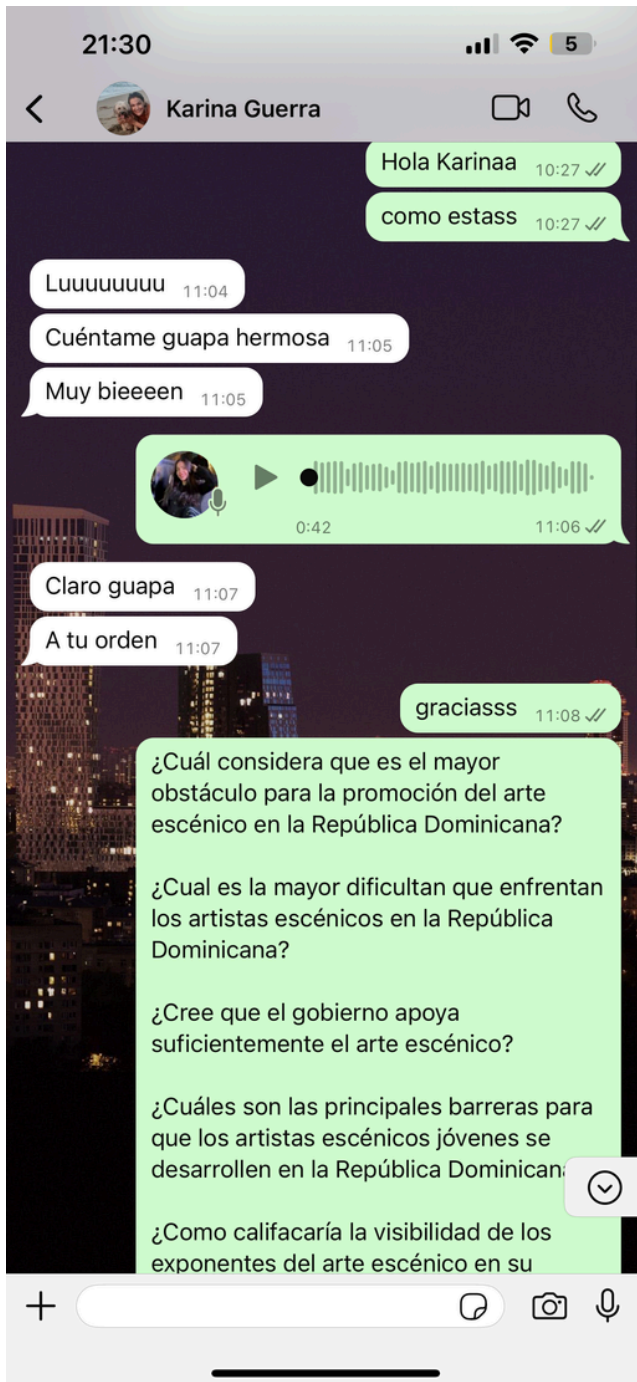 21:30
5
Karina Guerra
Hola Karinaa 10:27
como estass 10:27
Luuuuuuuu 11:04
Cuéntame guapa hermosa 11:05
Muy bieeeen 11:05
0:42 11:06
Claro guapa 11:07
A tu orden 11:07
graciasss 11:08
¿Cuál considera que es el mayor
obstáculo para la promoción del arte
escénico en la República Dominicana?
¿Cual es la mayor dificultan que enfrentan
los artistas escénicos en la República
Dominicana?
¿Cree que el gobierno apoya
suficientemente el arte escénico?
¿Cuáles son las principales barreras para
que los artistas escénicos jóvenes se
desarrollen en la República Dominicana
¿Como califacaría la visibilidad de los
exponentes del arte escénico en su